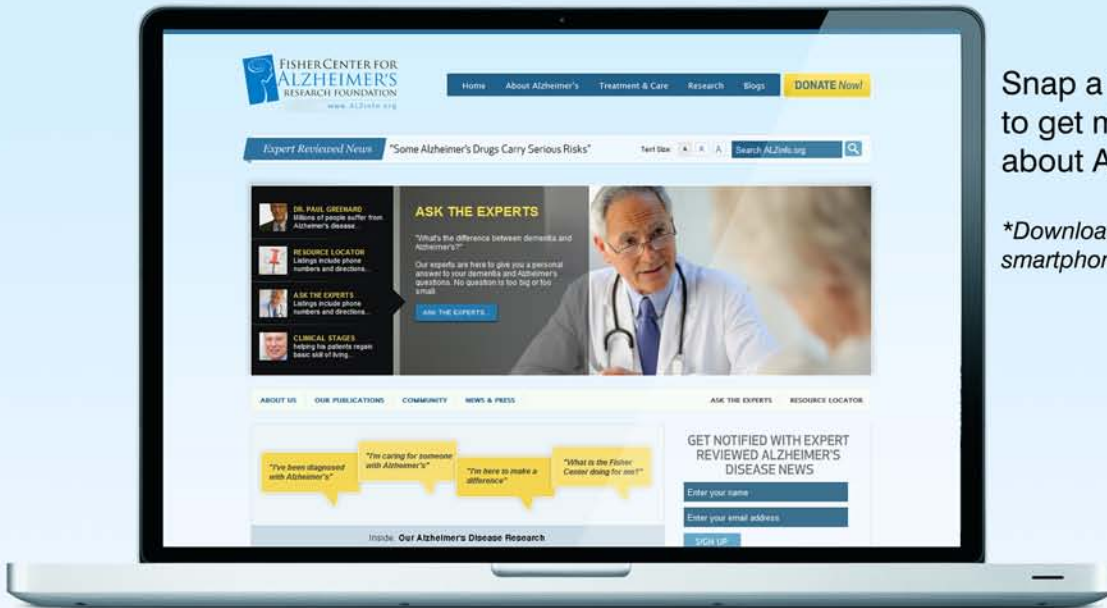 FISHER CENTER FOR
ALZHEIMER'S
RESEARCH FOUNDATION
www.ALZinfo.org
Home About Alzheimer's Treatment & Care Research Blogs DONATE Now!
Expert Reviewed News "Some Alzheimer's Drugs Carry Serious Risks" Text Size A A A Search ALZinfo.org
DR. PAUL GREENARD
Millions of people suffer from
Alzheimer's disease...
RESOURCE LOCATOR
Listings include phone
numbers and directions...
ASK THE EXPERTS
Listings include phone
numbers and directions...
CLINICAL STAGES
helping his patients regain
basic skill of living...
ASK THE EXPERTS
"What's the difference between dementia and
Alzheimer's?"
Our experts are here to give you a personal
answer to your dementia and Alzheimer's
questions. No question is too big or too
small.
ASK THE EXPERTS...
ABOUT US OUR PUBLICATIONS COMMUNITY NEWS & PRESS ASK THE EXPERTS RESOURCE LOCATOR
"I've been diagnosed
with Alzheimer's"
"I'm caring for someone
with Alzheimer's"
"I'm here to make a
difference"
"What is the Fisher
Center doing for me?"
Inside. Our Alzheimer's Disease Research
GET NOTIFIED WITH EXPERT
REVIEWED ALZHEIMER'S
DISEASE NEWS
Enter your name
Enter your email address
SIGN UP
Snap a
to get m
about A
*Downloa
smartphon